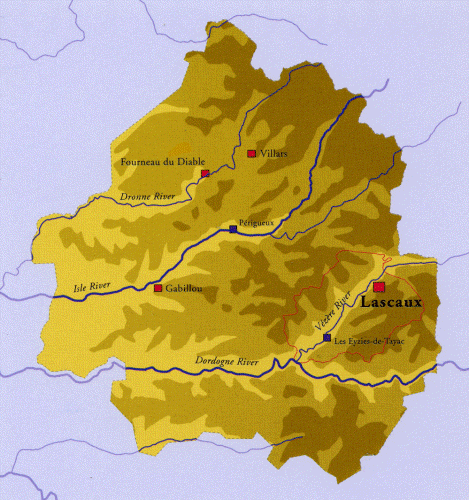 Villars
Fourneau du Diable
Dronne River
Périgueux
Isle River
Gabillou
Lascaux
Vézère River
Les Eyzies-de-Tayac
Dordogne River